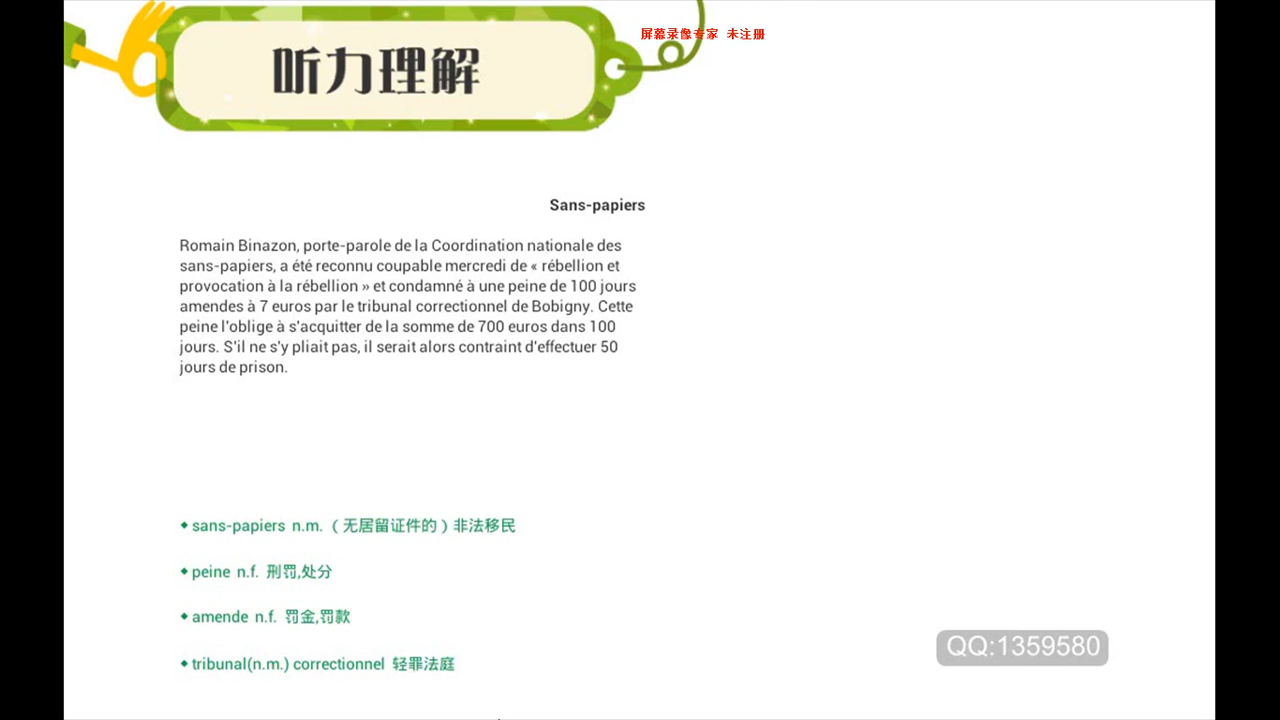 屏幕录像专家 未注册
听力理解
Sans-papiers
Romain Binazon, porte-parole de la Coordination nationale des
sans-papiers, a été reconnu coupable mercredi de « rébellion et
provocation à la rébellion » et condamné à une peine de 100 jours
amendes à 7 euros par le tribunal correctionnel de Bobigny. Cette
peine l'oblige à s'acquitter de la somme de 700 euros dans 100
jours. S'il ne s'y pliait pas, il serait alors contraint d'effectuer 50
jours de prison.
◆ sans-papiers n.m. （无居留证件的）非法移民
◆ peine n.f. 刑罚,处分
◆ amende n.f. 罚金,罚款
◆ tribunal(n.m.) correctionnel 轻罪法庭
QQ:1359580